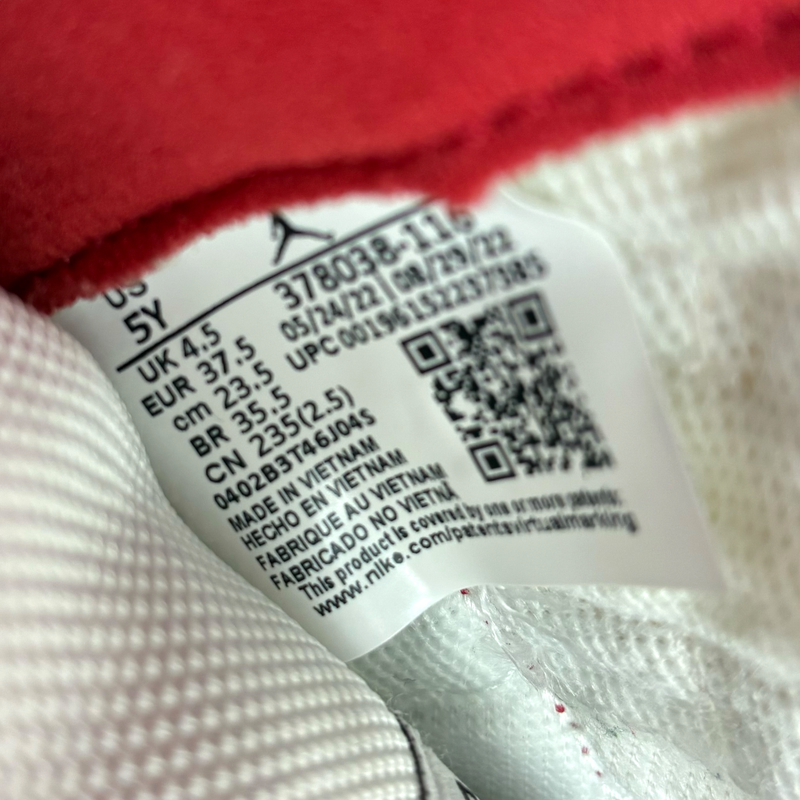 US
5Y
378038-116
05/24/22 | 08/29/22
UPC 00196152237385
UK 4.5
EUR 37.5
cm 23.5
BR 35.5
CN 235(2.5)
0402B3T46J04S
MADE IN VIETNAM
HECHO EN VIETNAM
FABRIQUE AU VIETNAM
FABRICADO NO VIETNÃ
This product is covered by one or more patents:
www.nike.com/patentsvirtualmarking